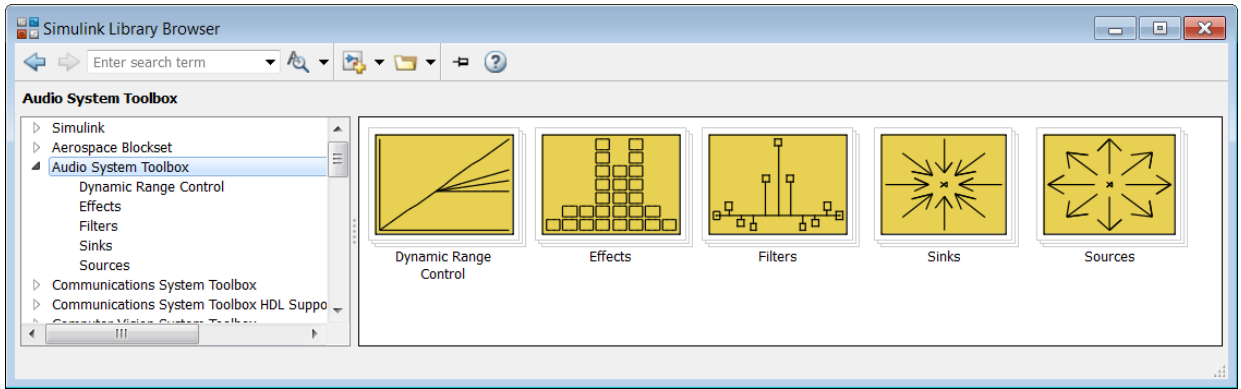 Simulink Library Browser
Enter search term
Audio System Toolbox
Simulink
Aerospace Blockset
Audio System Toolbox
Dynamic Range Control
Effects
Filters
Sinks
Sources
Communications System Toolbox
Communications System Toolbox HDL Suppo
Dynamic Range
Control
Effects
Filters
Sinks
Sources